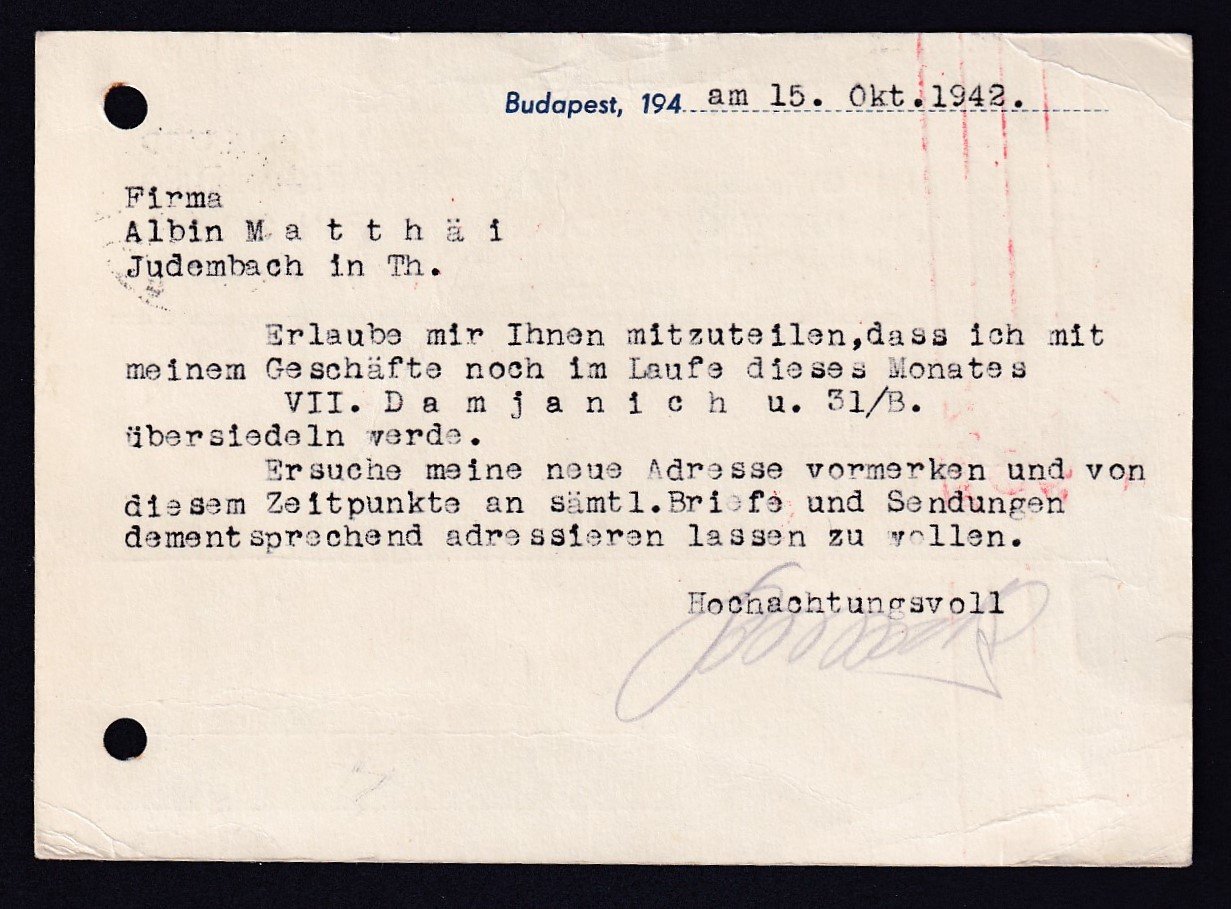 Budapest, 194 am 15. Okt.1942.
Firma
Albin M a t t h ä i
Judembach in Th.
Erlaube mir Ihnen mitzuteilen,dass ich mit
meinem Geschäfte noch im Laufe dieses Monates
VII. D a m j a n i c h u. 31/B.
übersiedeln werde.
Ersuche meine neue Adresse vormerken und von
diesem Zeitpunkte an sämtl.Briefe und Sendungen
dementsprechend adressieren lassen zu wollen.
Hochachtungsvoll